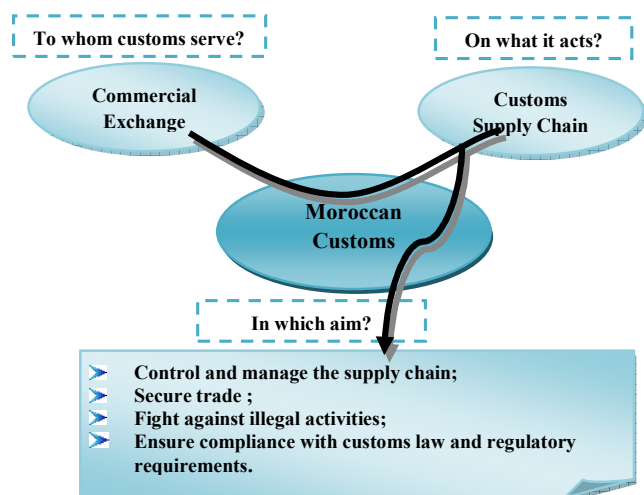 To whom customs serve?
On what it acts?
Commercial
Exchange
Customs
Supply Chain
Moroccan
Customs
In which aim?
Control and manage the supply chain;
Secure trade ;
Fight against illegal activities;
Ensure compliance with customs law and regulatory
requirements.